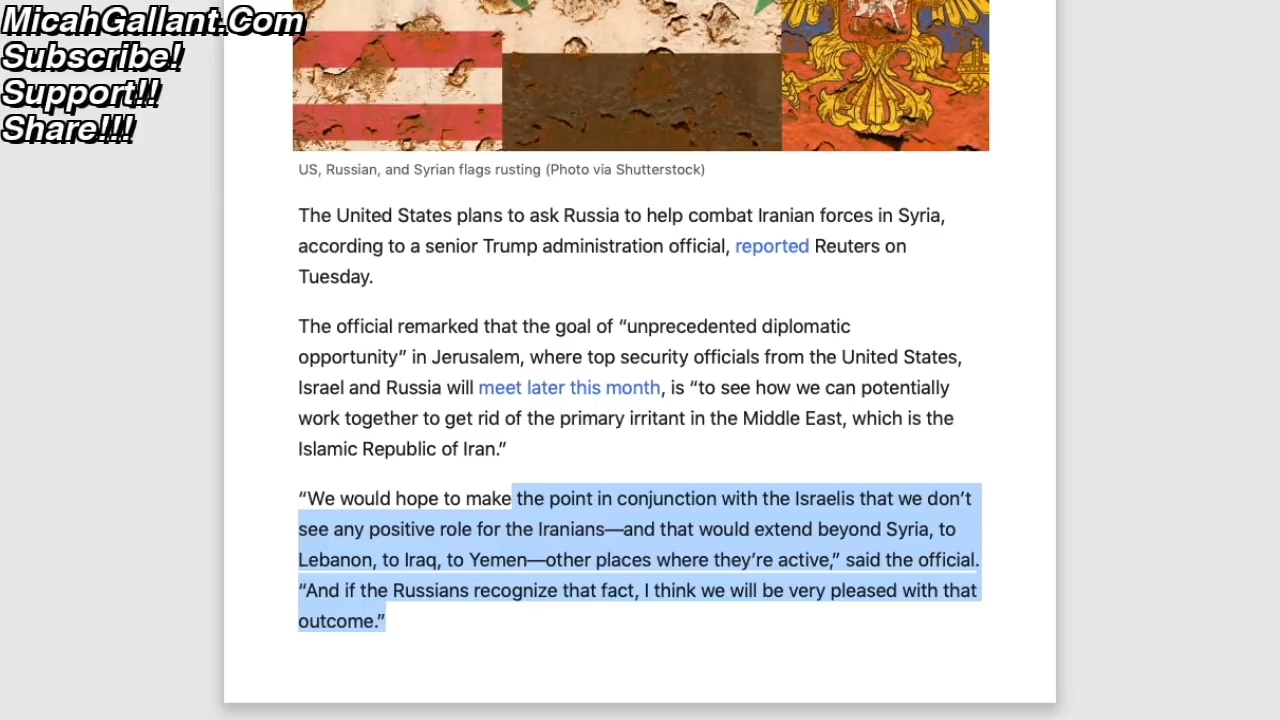 MicahGallant.Com
Subscribe!
Support!!
Share!!!
US, Russian, and Syrian flags rusting (Photo via Shutterstock)
The United States plans to ask Russia to help combat Iranian forces in Syria,
according to a senior Trump administration official, reported Reuters on
Tuesday.
The official remarked that the goal of “unprecedented diplomatic
opportunity” in Jerusalem, where top security officials from the United States,
Israel and Russia will meet later this month, is “to see how we can potentially
work together to get rid of the primary irritant in the Middle East, which is the
Islamic Republic of Iran.”
“We would hope to make the point in conjunction with the Israelis that we don’t
see any positive role for the Iranians—and that would extend beyond Syria, to
Lebanon, to Iraq, to Yemen—other places where they’re active,” said the official.
“And if the Russians recognize that fact, I think we will be very pleased with that
outcome.”